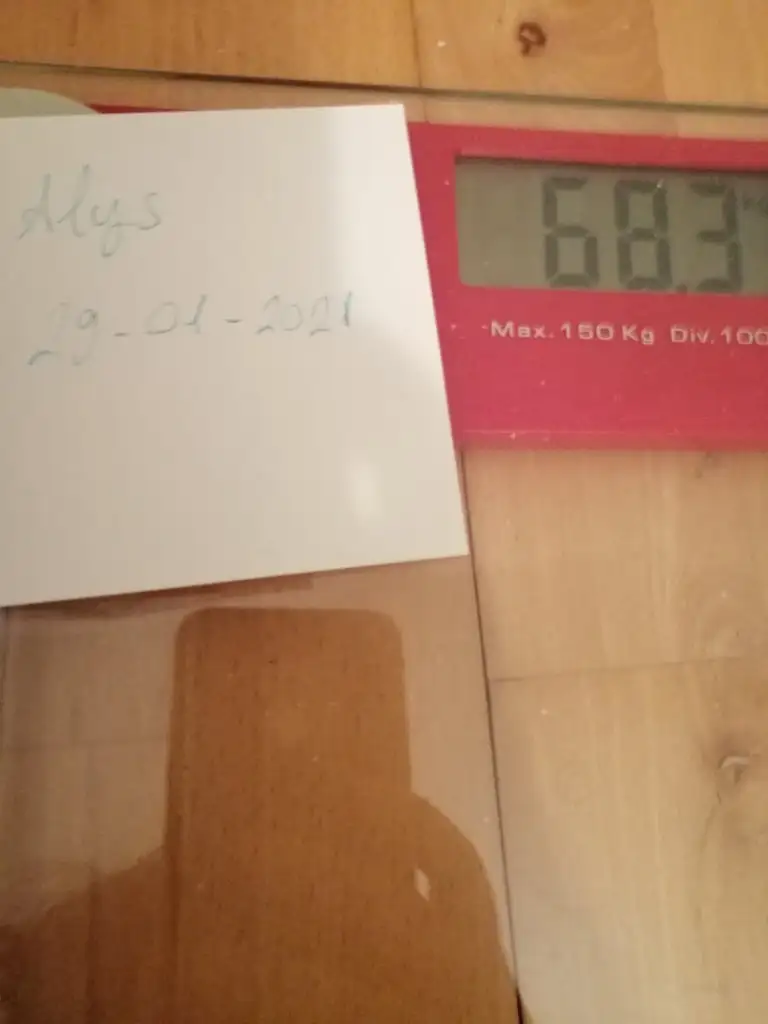 Alys
29-01-2021
68.3
Max. 150 Kg Div. 100